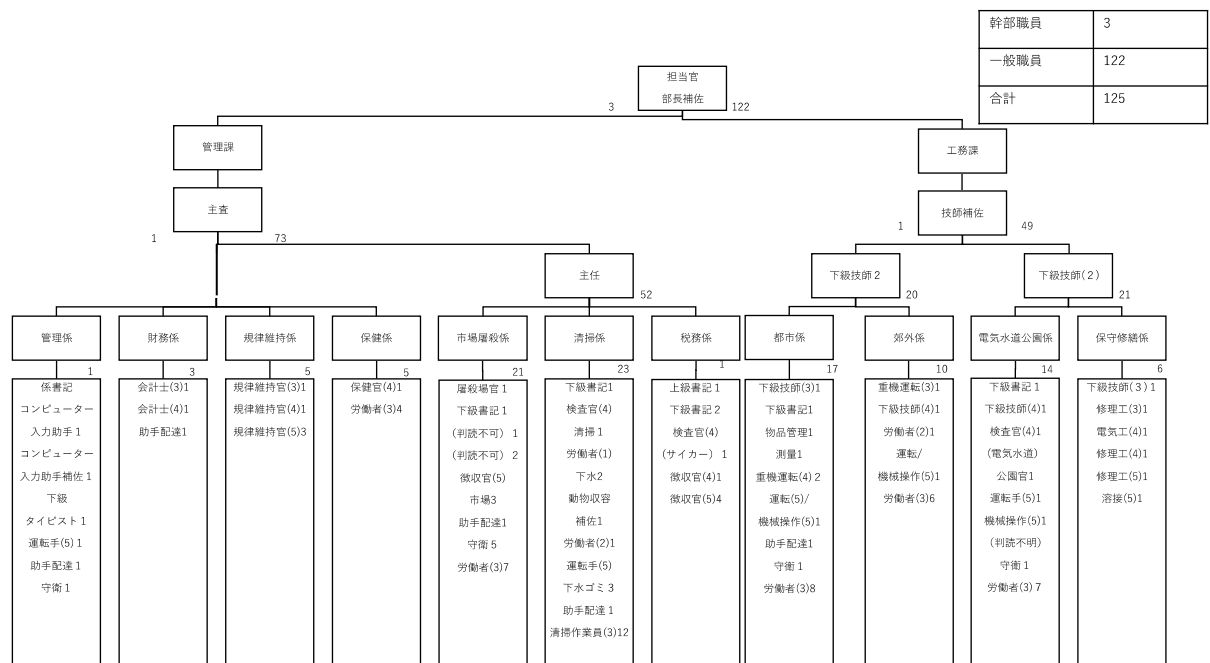 幹部職員 3
一般職員 122
合計 125
担当官
部長補佐
3
122
管理課
工務課
主査
技師補佐
1
73
1
49
主任
下級技師2
下級技師(2)
52
20
21
管理係
財務係
規律維持係
保健係
市場屠殺係
清掃係
税務係
都市係
郊外係
電気水道公園係
保守修繕係
1
3
5
5
21
23
1
17
10
14
6
係書記
コンピューター
入力助手1
コンピューター
入力助手補佐1
下級
タイピスト1
運転手(5)1
助手配達1
守衛1
会計士(3)1
会計士(4)1
助手配達1
規律維持官(3)1
規律維持官(4)1
規律維持官(5)3
保健官(4)1
労働者(3)4
屠殺場官1
下級書記1
(判読不可) 1
(判読不可) 2
徴収官(5)
市場3
助手配達1
守衛5
労働者(3)7
下級書記1
検査官(4)
清掃1
労働者(1)
下水2
動物収容
補佐1
労働者(2)1
運転手(5)
下水ゴミ3
助手配達1
清掃作業員(3)12
上級書記1
下級書記2
検査官(4)
(サイカー) 1
徴収官(4)1
徴収官(5)4
下級技師(3)1
下級書記1
物品管理1
測量1
重機運転(4)2
運転(5)/
機械操作(5)1
助手配達1
守衛1
労働者(3)8
重機運転(3)1
下級技師(4)1
労働者(2)1
運転/
機械操作(5)1
労働者(3)6
下級書記1
下級技師(4)1
検査官(4)1
(電気水道)
公園官1
運転手(5)1
機械操作(5)1
(判読不明)
守衛1
労働者(3)7
下級技師(3)1
修理工(3)1
電気工(4)1
修理工(4)1
修理工(5)1
溶接(5)1